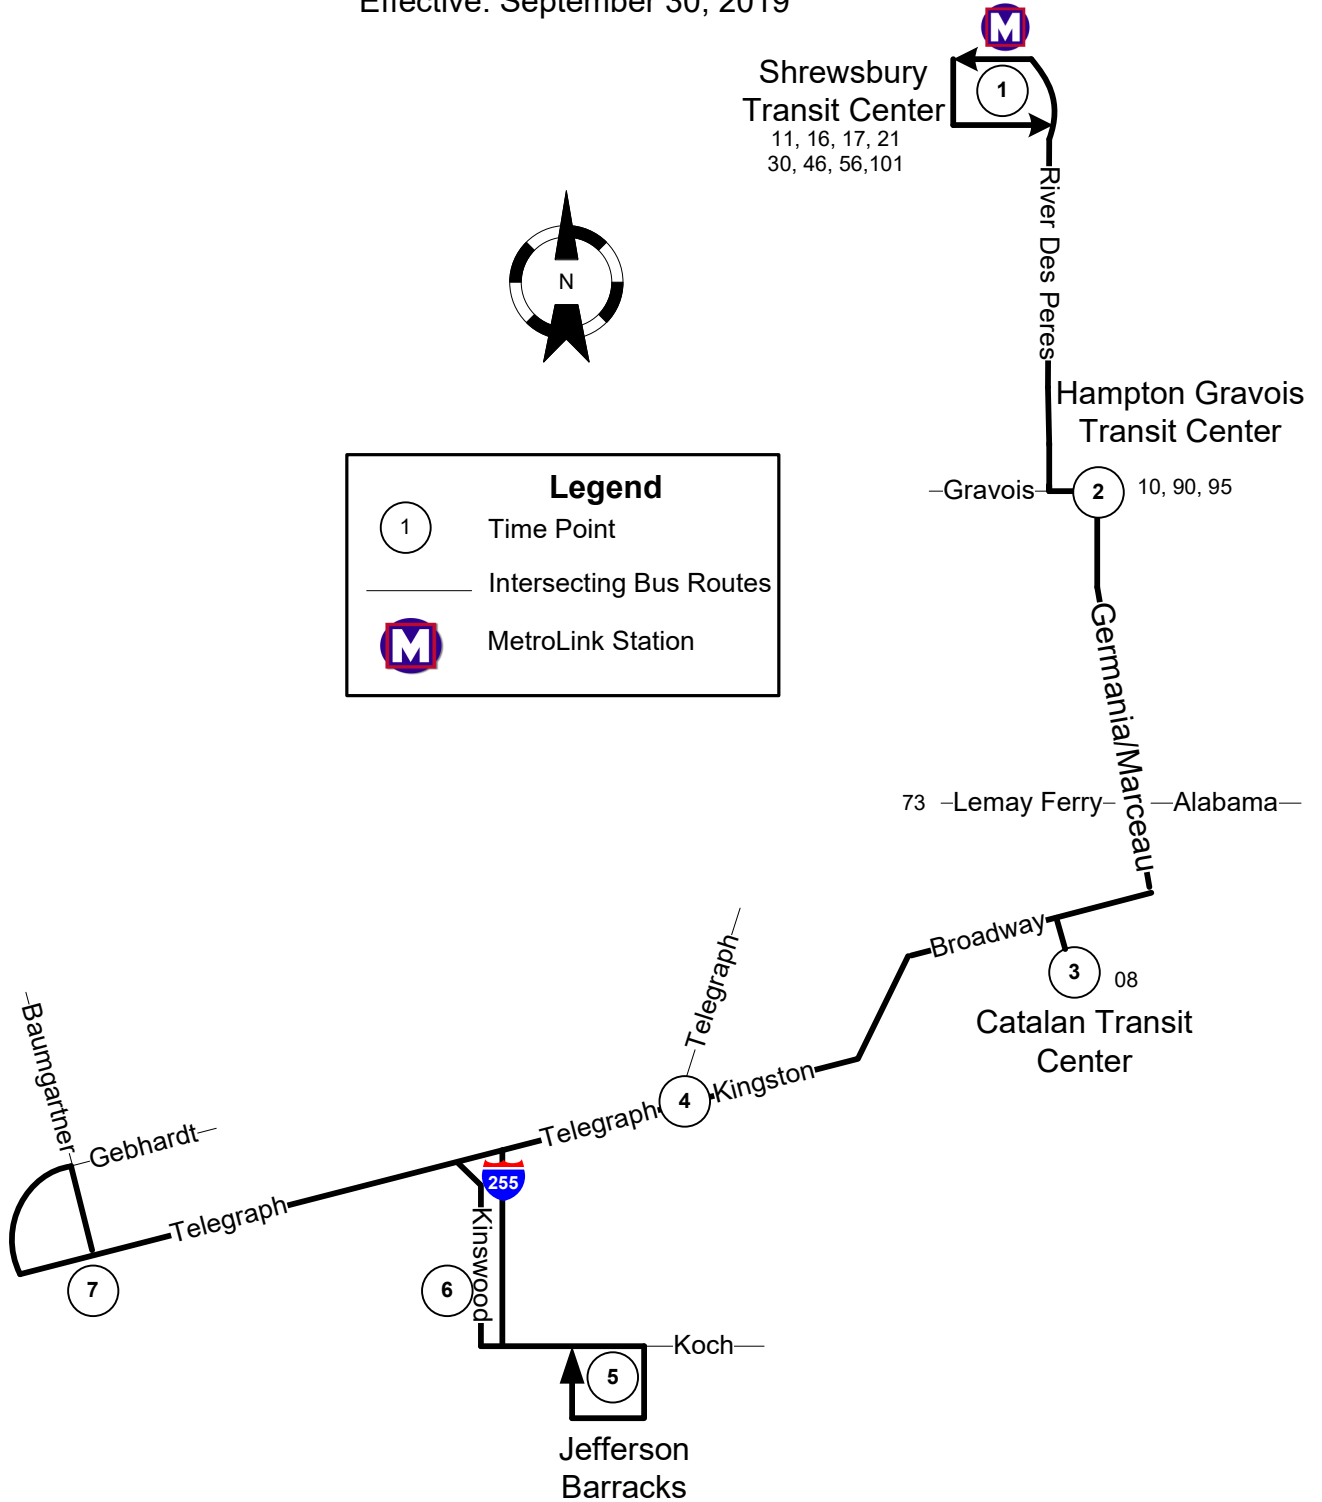 Effective: September 30, 2019
M
Shrewsbury
Transit Center
11, 16, 17, 21
30, 46, 56,101
1
River Des Peres
N
Hampton Gravois
Transit Center
Gravois
2
10, 90, 95
Legend
1
Time Point
Intersecting Bus Routes
M
MetroLink Station
Germania/Marceau
73
Lemay Ferry
Alabama
Broadway
3
08
Catalan Transit
Center
Telegraph
4
Kingston
Telegraph
Baumgartner
Gebhardt
255
Telegraph
Kinswood
7
6
Koch
5
Jefferson
Barracks